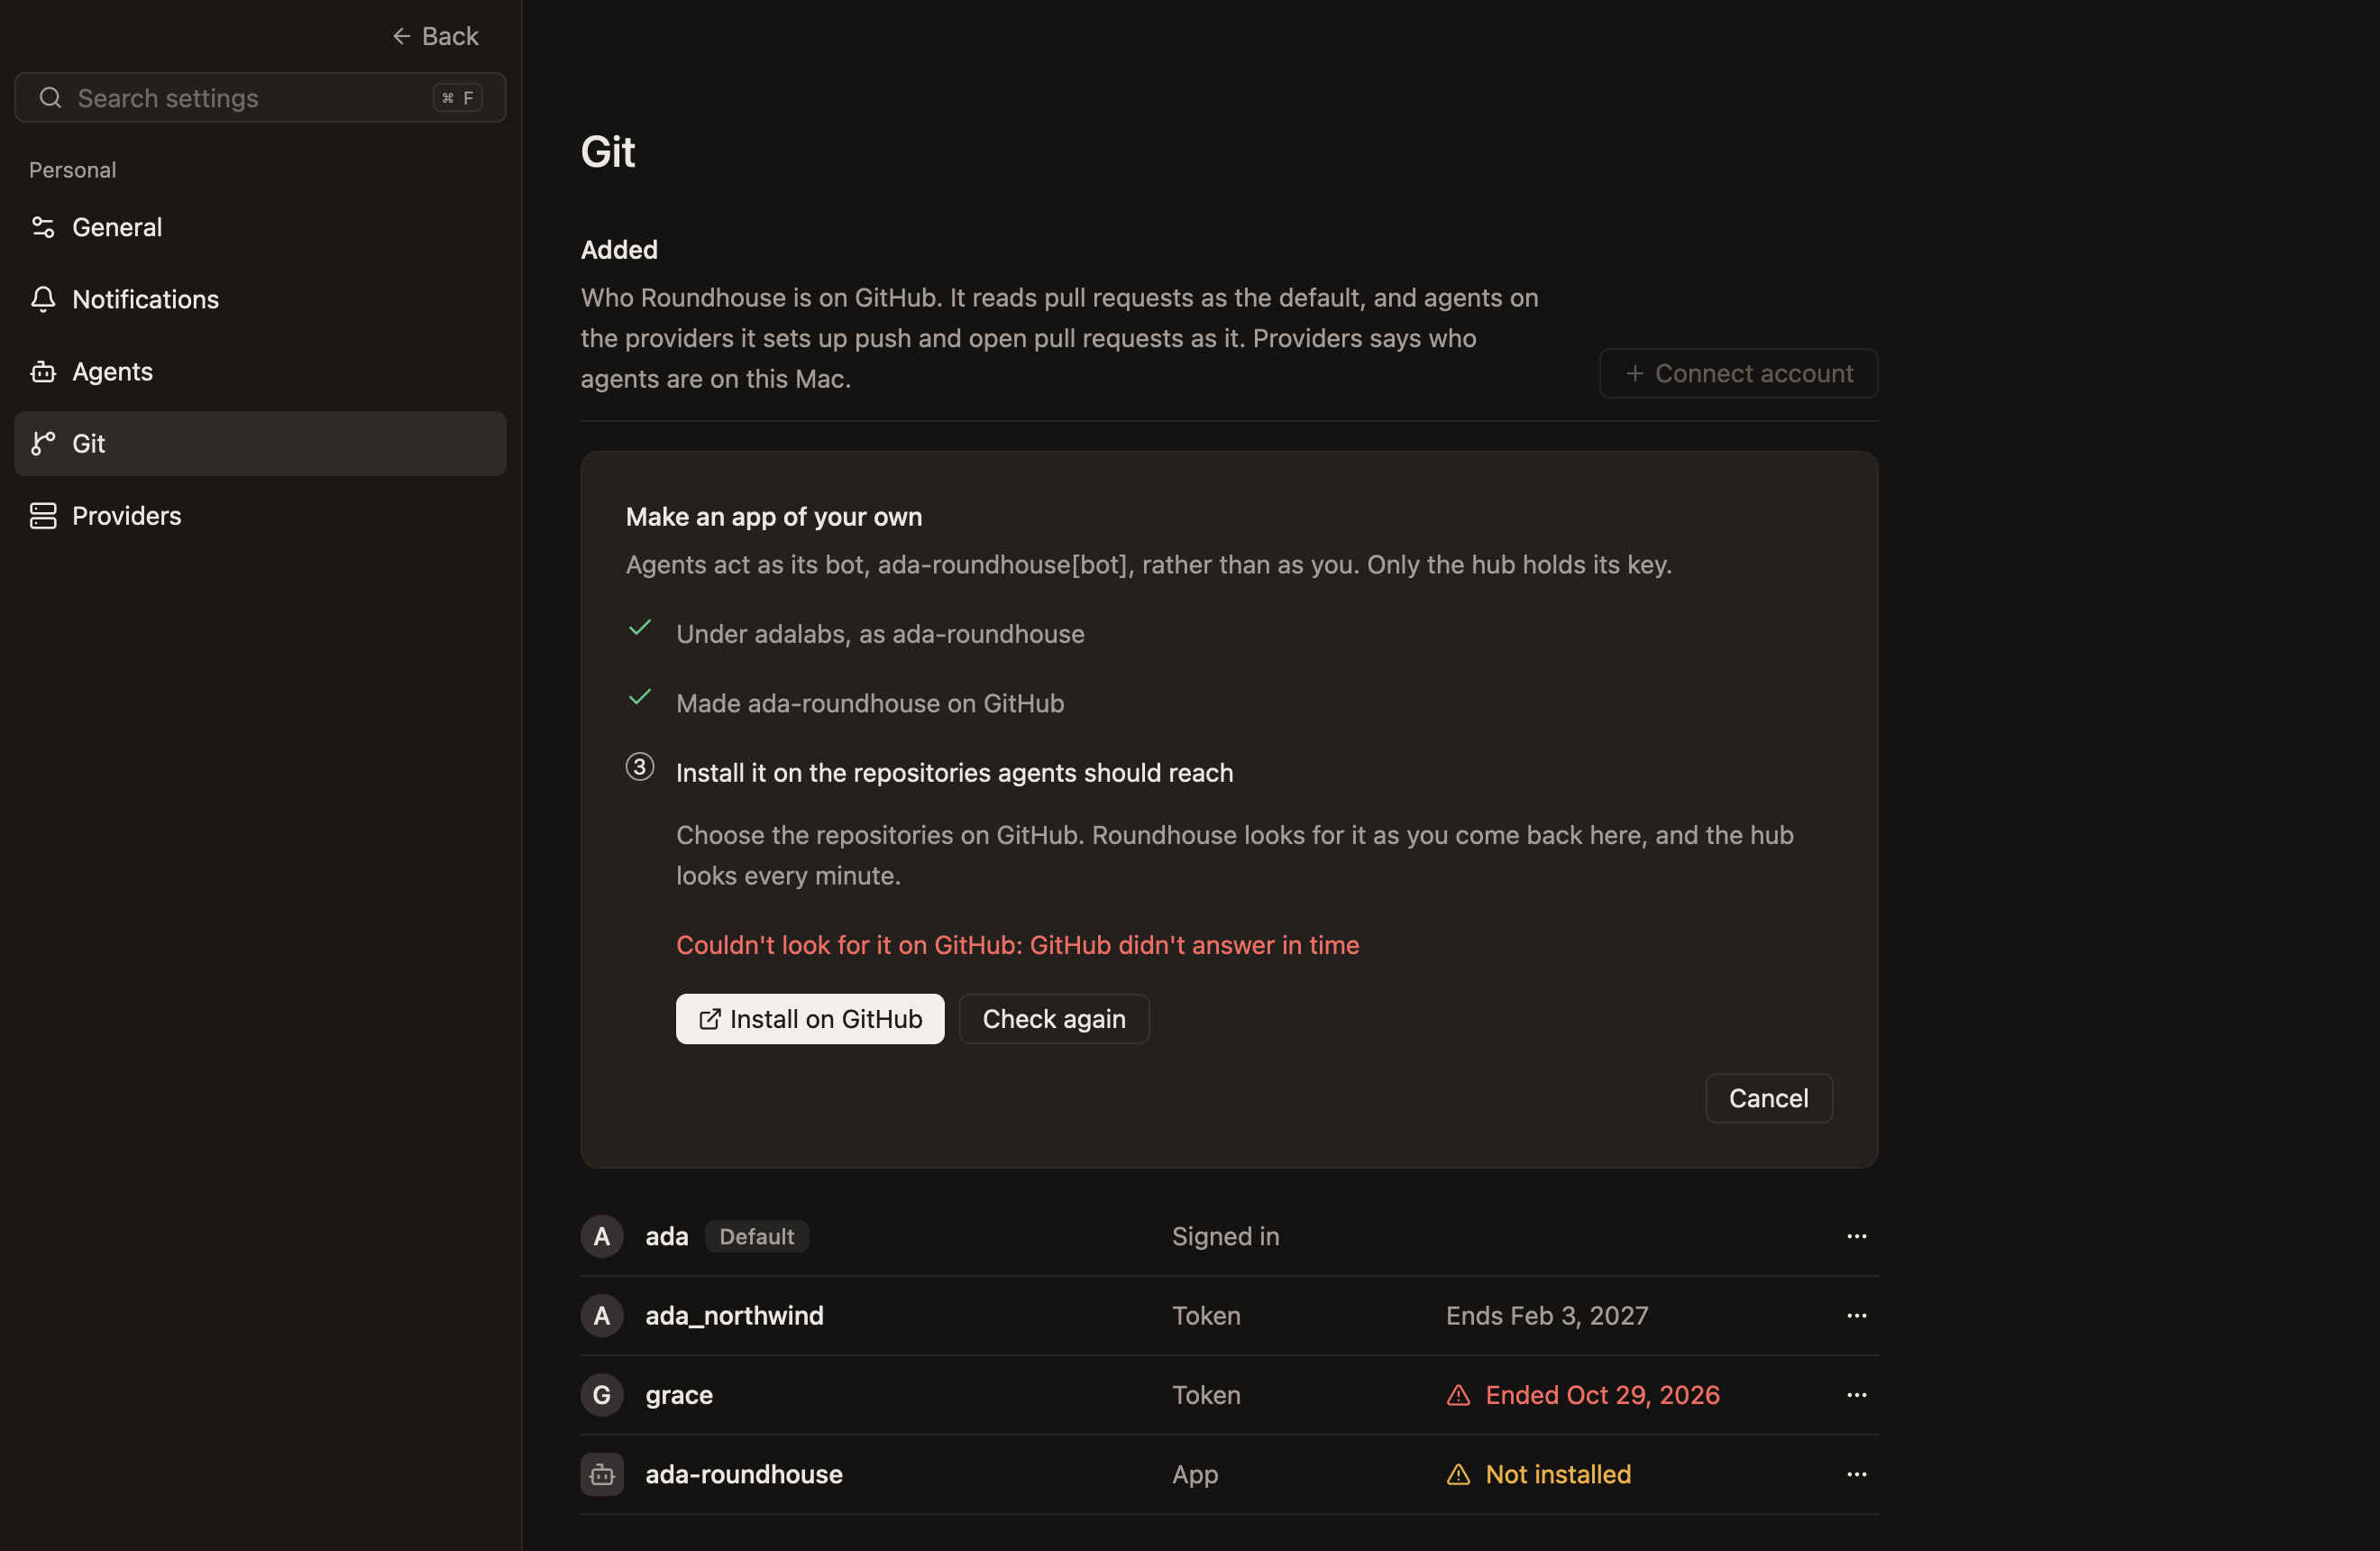 Back
Search settings
⌘ F
Personal
General
Notifications
Agents
Git
Providers
Git
Added
Who Roundhouse is on GitHub. It reads pull requests as the default, and agents on
the providers it sets up push and open pull requests as it. Providers says who
agents are on this Mac.
Connect account
Make an app of your own
Agents act as its bot, ada-roundhouse[bot], rather than as you. Only the hub holds its key.
Under adalabs, as ada-roundhouse
Made ada-roundhouse on GitHub
3 Install it on the repositories agents should reach
Choose the repositories on GitHub. Roundhouse looks for it as you come back here, and the hub
looks every minute.
Couldn't look for it on GitHub: GitHub didn't answer in time
Install on GitHub Check again
Cancel
A ada Default Signed in
A ada_northwind Token Ends Feb 3, 2027
G grace Token Ended Oct 29, 2026
ada-roundhouse App Not installed